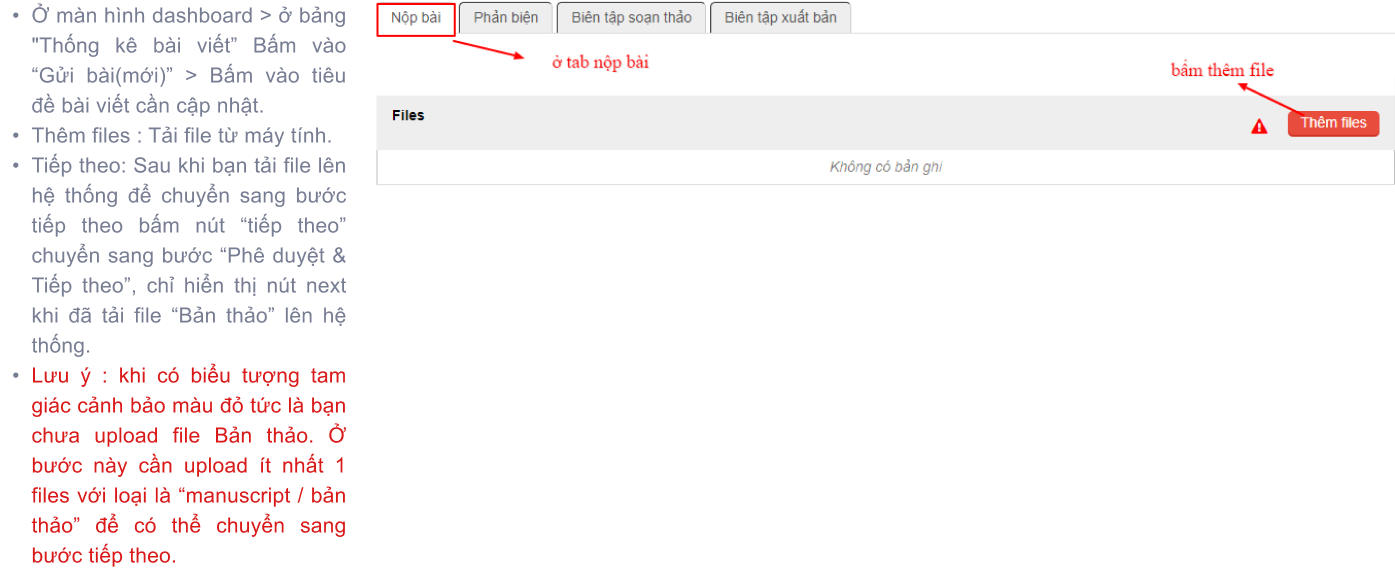 • Ở màn hình dashboard > ở bảng
"Thống kê bài viết” Bấm vào
“Gửi bài(mới)” > Bấm vào tiêu
đề bài viết cần cập nhật.
• Thêm files : Tải file từ máy tính.
• Tiếp theo: Sau khi bạn tải file lên
hệ thống để chuyển sang bước
tiếp theo bấm nút “tiếp theo”
chuyển sang bước “Phê duyệt &
Tiếp theo”, chỉ hiển thị nút next
khi đã tải file “Bản thảo” lên hệ
thống.
• Lưu ý : khi có biểu tượng tam
giác cảnh bảo màu đỏ tức là bạn
chưa upload file Bản thảo. Ở
bước này cần upload ít nhất 1
files với loại là “manuscript / bản
thảo” để có thể chuyển sang
bước tiếp theo.
Nộp bài Phản biện Biên tập soạn thảo Biên tập xuất bản
ở tab nộp bài
bấm thêm file
Files Thêm files
Không có bản ghi